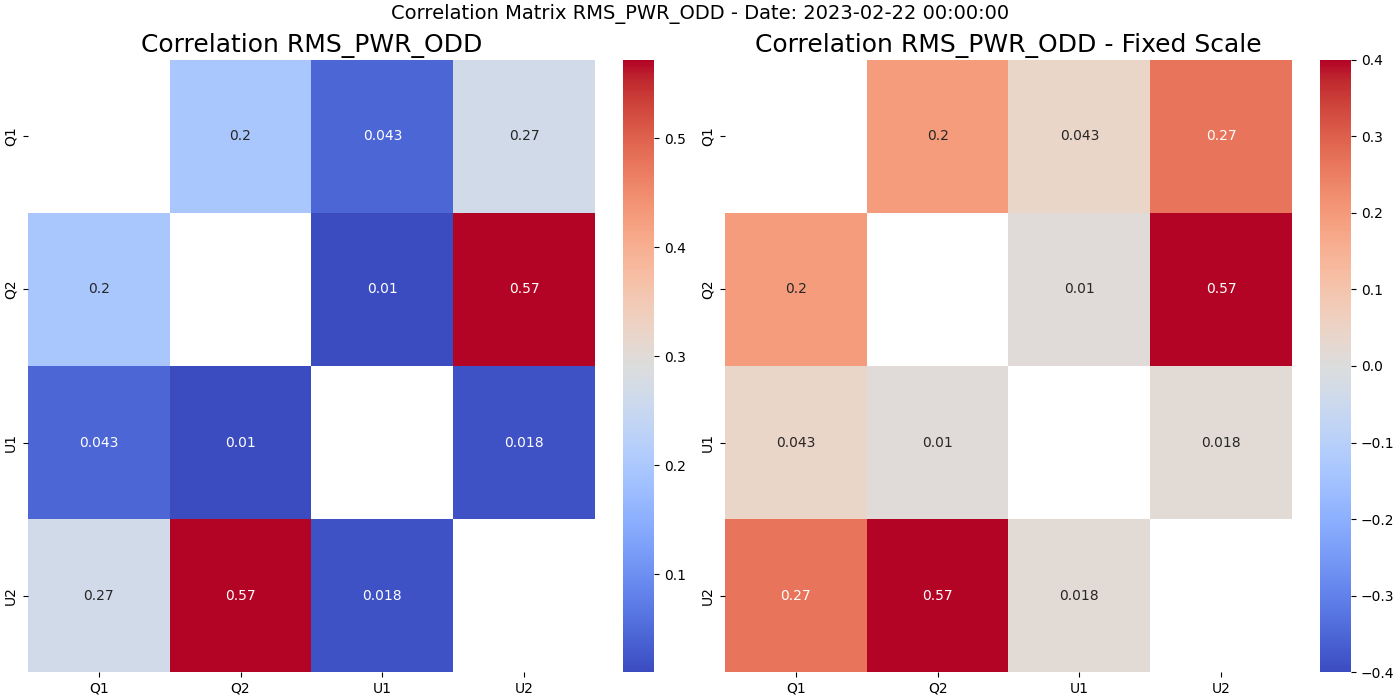 Correlation Matrix RMS_PWR_ODD - Date: 2023-02-22 00:00:00
Correlation RMS_PWR_ODD
Q1
0.2
0.043
0.27
Q2
0.2
0.01
0.57
U1
0.043
0.01
0.018
U2
0.27
0.57
0.018
Q1
Q2
U1
U2
0.5
0.4
0.3
0.2
0.1
Correlation RMS_PWR_ODD - Fixed Scale
Q1
0.2
0.043
0.27
Q2
0.2
0.01
0.57
U1
0.043
0.01
0.018
U2
0.27
0.57
0.018
Q1
Q2
U1
U2
0.4
0.3
0.2
0.1
0.0
−0.1
−0.2
−0.3
−0.4